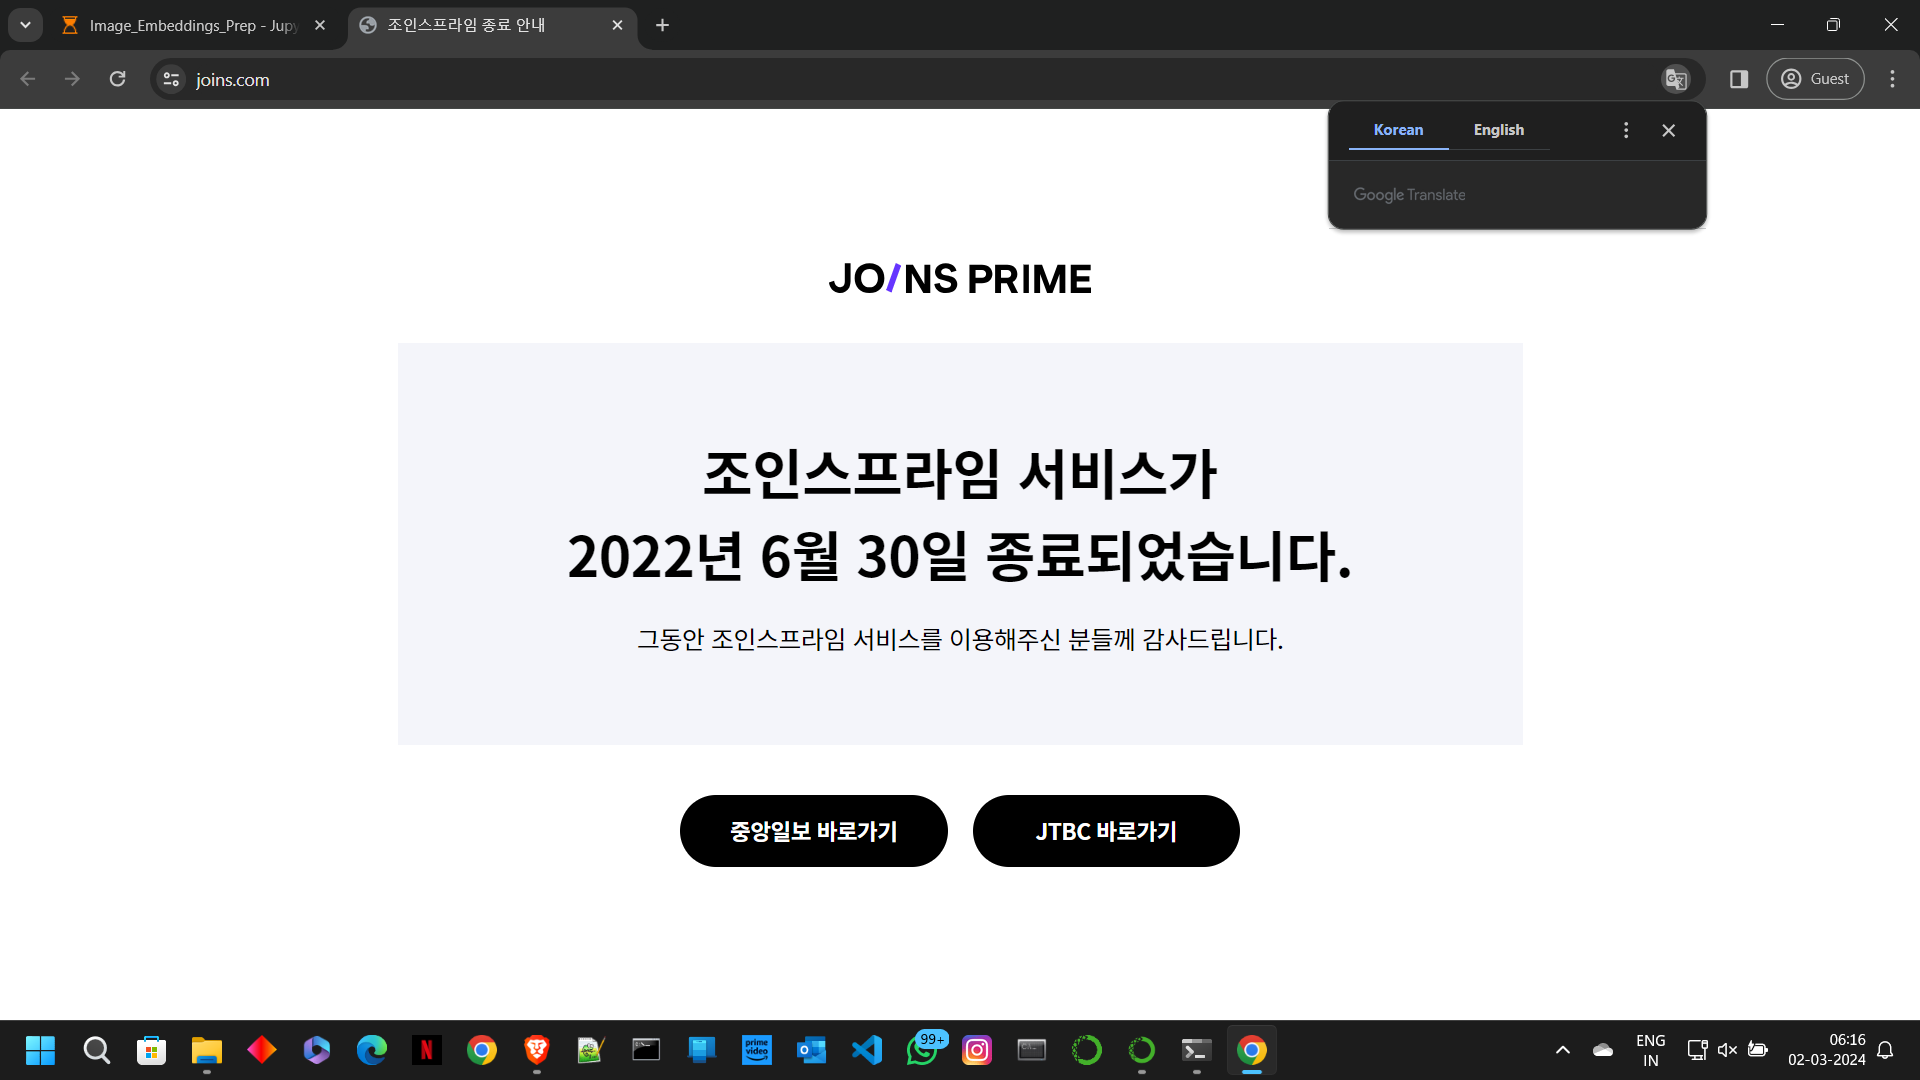 Image_Embeddings_Prep - Jupy
조인스프라임 종료 안내
joins.com
Guest
Korean
English
Google Translate
JOINS PRIME
조인스프라임 서비스가
2022년 6월 30일 종료되었습니다.
그동안 조인스프라임 서비스를 이용해주신 분들께 감사드립니다.
중앙일보 바로가기
JTBC 바로가기
prime video
99+
ENG
IN
06:16
02-03-2024